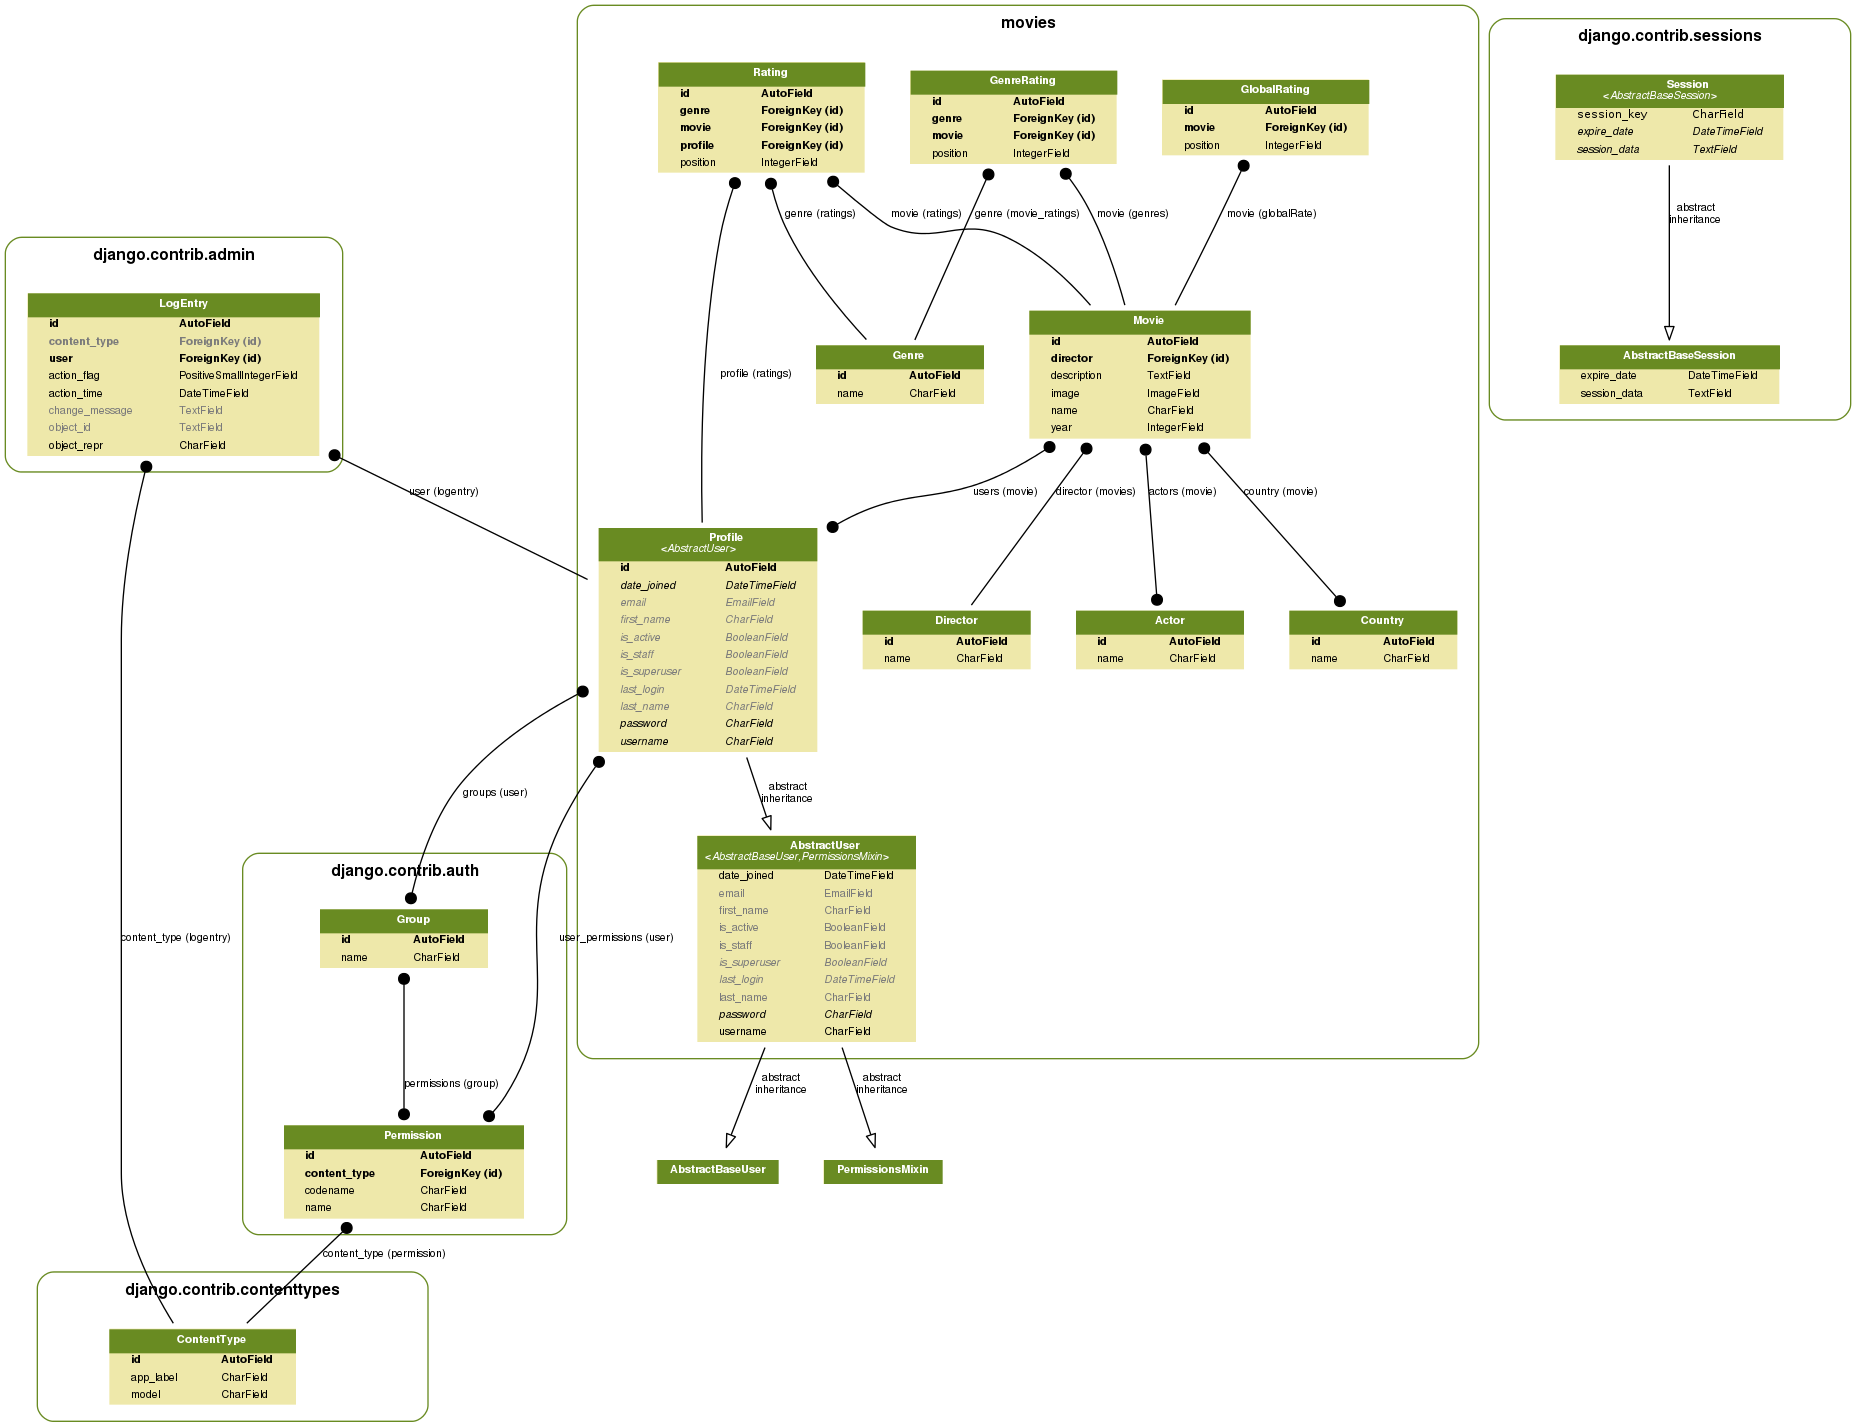 movies
Rating
id AutoField
genre ForeignKey (id)
movie ForeignKey (id)
profile ForeignKey (id)
position IntegerField
GenreRating
id AutoField
genre ForeignKey (id)
movie ForeignKey (id)
position IntegerField
GlobalRating
id AutoField
movie ForeignKey (id)
position IntegerField
genre (ratings)
movie (ratings)
genre (movie_ratings)
movie (genres)
movie (globalRate)
profile (ratings)
Genre
id AutoField
name CharField
Movie
id AutoField
director ForeignKey (id)
description TextField
image ImageField
name CharField
year IntegerField
users (movie)
director (movies)
actors (movie)
country (movie)
Profile
<AbstractUser>
id AutoField
date_joined DateTimeField
email EmailField
first_name CharField
is_active BooleanField
is_staff BooleanField
is_superuser BooleanField
last_login DateTimeField
last_name CharField
password CharField
username CharField
Director
id AutoField
name CharField
Actor
id AutoField
name CharField
Country
id AutoField
name CharField
abstract
inheritance
AbstractUser
<AbstractBaseUser,PermissionsMixin>
date_joined DateTimeField
email EmailField
first_name CharField
is_active BooleanField
is_staff BooleanField
is_superuser BooleanField
last_login DateTimeField
last_name CharField
password CharField
username CharField
abstract
inheritance
abstract
inheritance
AbstractBaseUser
PermissionsMixin
django.contrib.sessions
Session
<AbstractBaseSession>
session_key CharField
expire_date DateTimeField
session_data TextField
abstract
inheritance
AbstractBaseSession
expire_date DateTimeField
session_data TextField
django.contrib.admin
LogEntry
id AutoField
content_type ForeignKey (id)
user ForeignKey (id)
action_flag PositiveSmallIntegerField
action_time DateTimeField
change_message TextField
object_id TextField
object_repr CharField
user (logentry)
groups (user)
content_type (logentry)
user_permissions (user)
django.contrib.auth
Group
id AutoField
name CharField
permissions (group)
Permission
id AutoField
content_type ForeignKey (id)
codename CharField
name CharField
content_type (permission)
django.contrib.contenttypes
ContentType
id AutoField
app_label CharField
model CharField